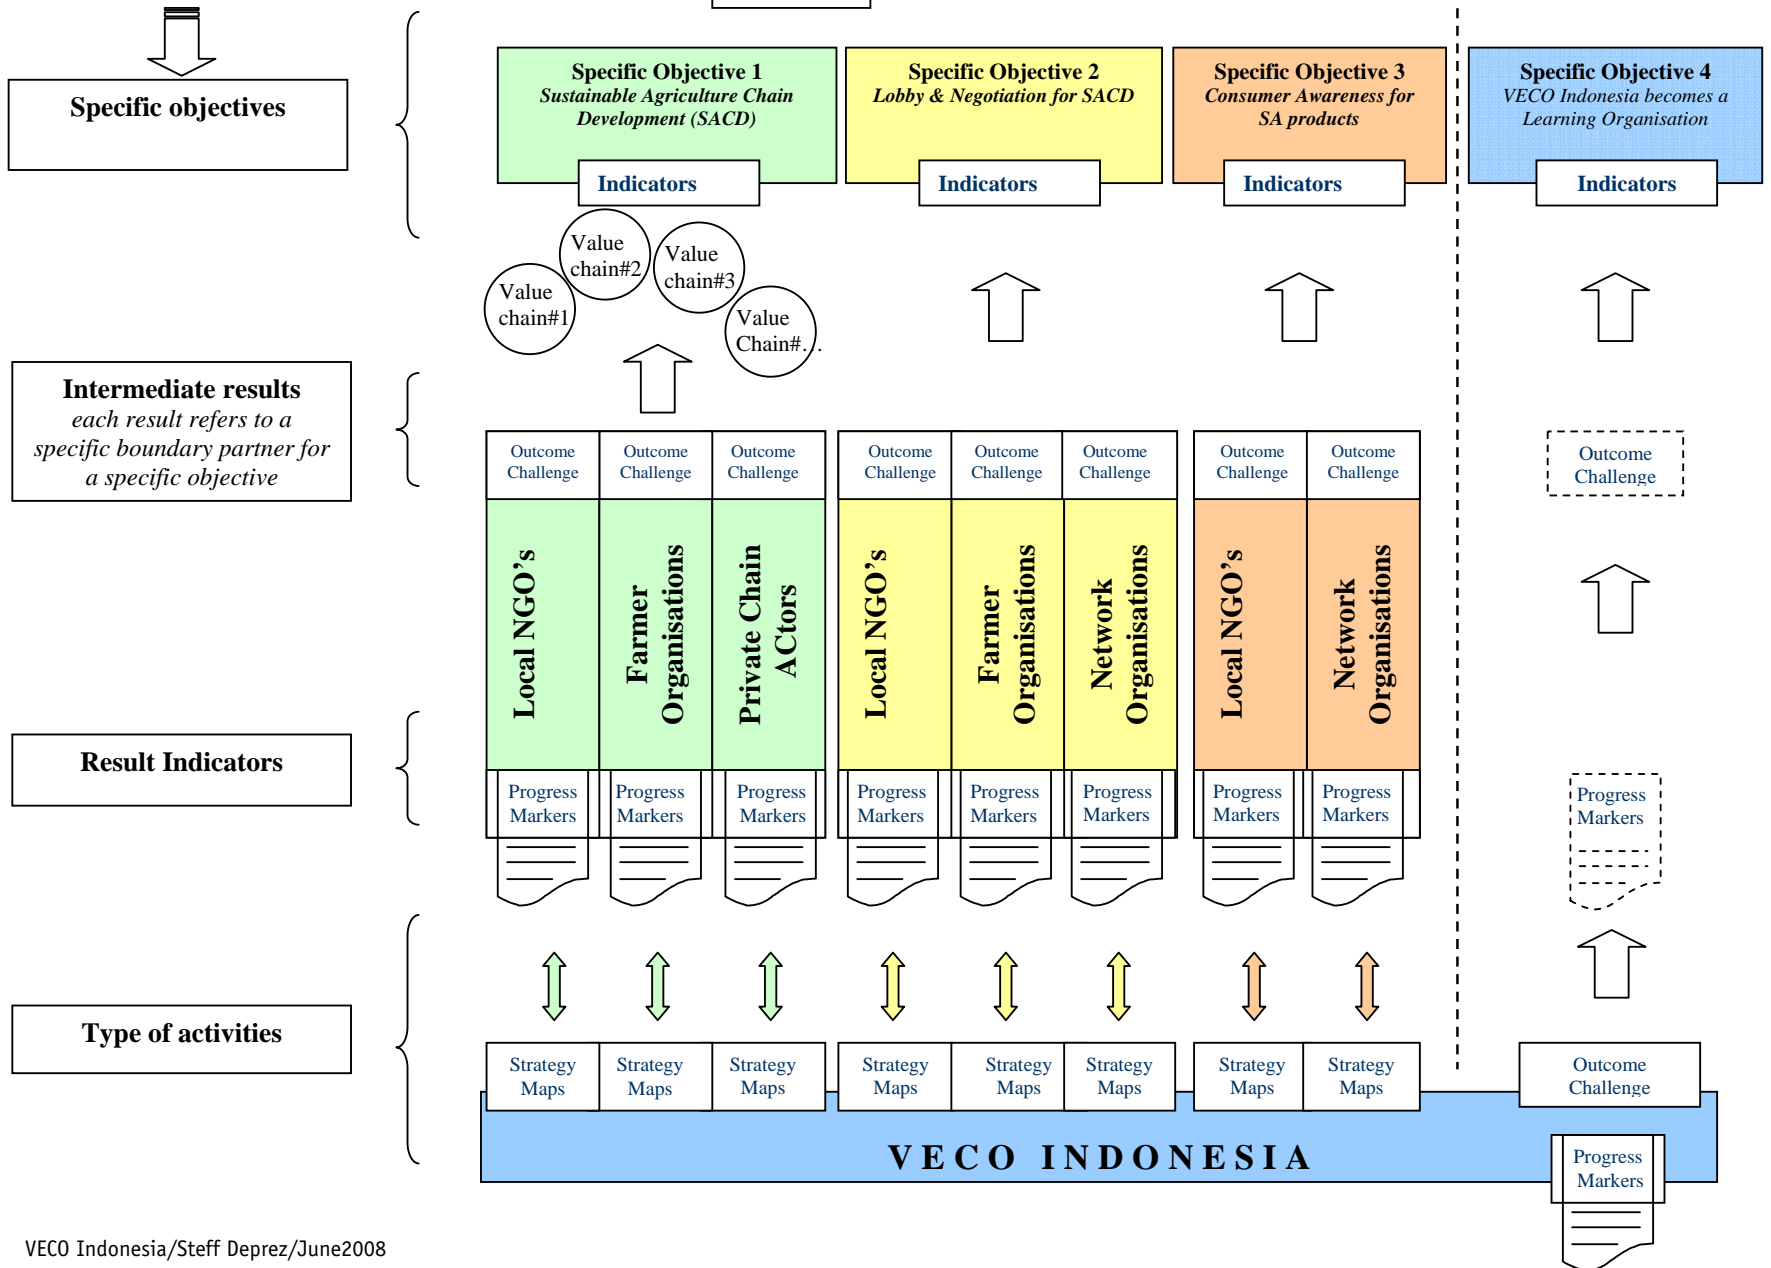 Specific objectives
Specific Objective 1
Sustainable Agriculture Chain
Development (SACD)
Indicators
Specific Objective 2
Lobby & Negotiation for SACD
Indicators
Specific Objective 3
Consumer Awareness for
SA products
Indicators
Specific Objective 4
VECO Indonesia becomes a
Learning Organisation
Indicators
Value
chain#1
Value
chain#2
Value
chain#3
Value
Chain#…
Intermediate results
each result refers to a
specific boundary partner for
a specific objective
Outcome
Challenge
Outcome
Challenge
Outcome
Challenge
Outcome
Challenge
Outcome
Challenge
Outcome
Challenge
Outcome
Challenge
Outcome
Challenge
Outcome
Challenge
Local NGO's
Farmer
Organisations
Private Chain
ACtors
Local NGO's
Farmer
Organisations
Network
Organisations
Local NGO's
Network
Organisations
Result Indicators
Progress
Markers
Progress
Markers
Progress
Markers
Progress
Markers
Progress
Markers
Progress
Markers
Progress
Markers
Progress
Markers
Progress
Markers
Type of activities
Strategy
Maps
Strategy
Maps
Strategy
Maps
Strategy
Maps
Strategy
Maps
Strategy
Maps
Strategy
Maps
Strategy
Maps
Outcome
Challenge
VECO INDONESIA
Progress
Markers
VECO Indonesia/Steff Deprez/June2008